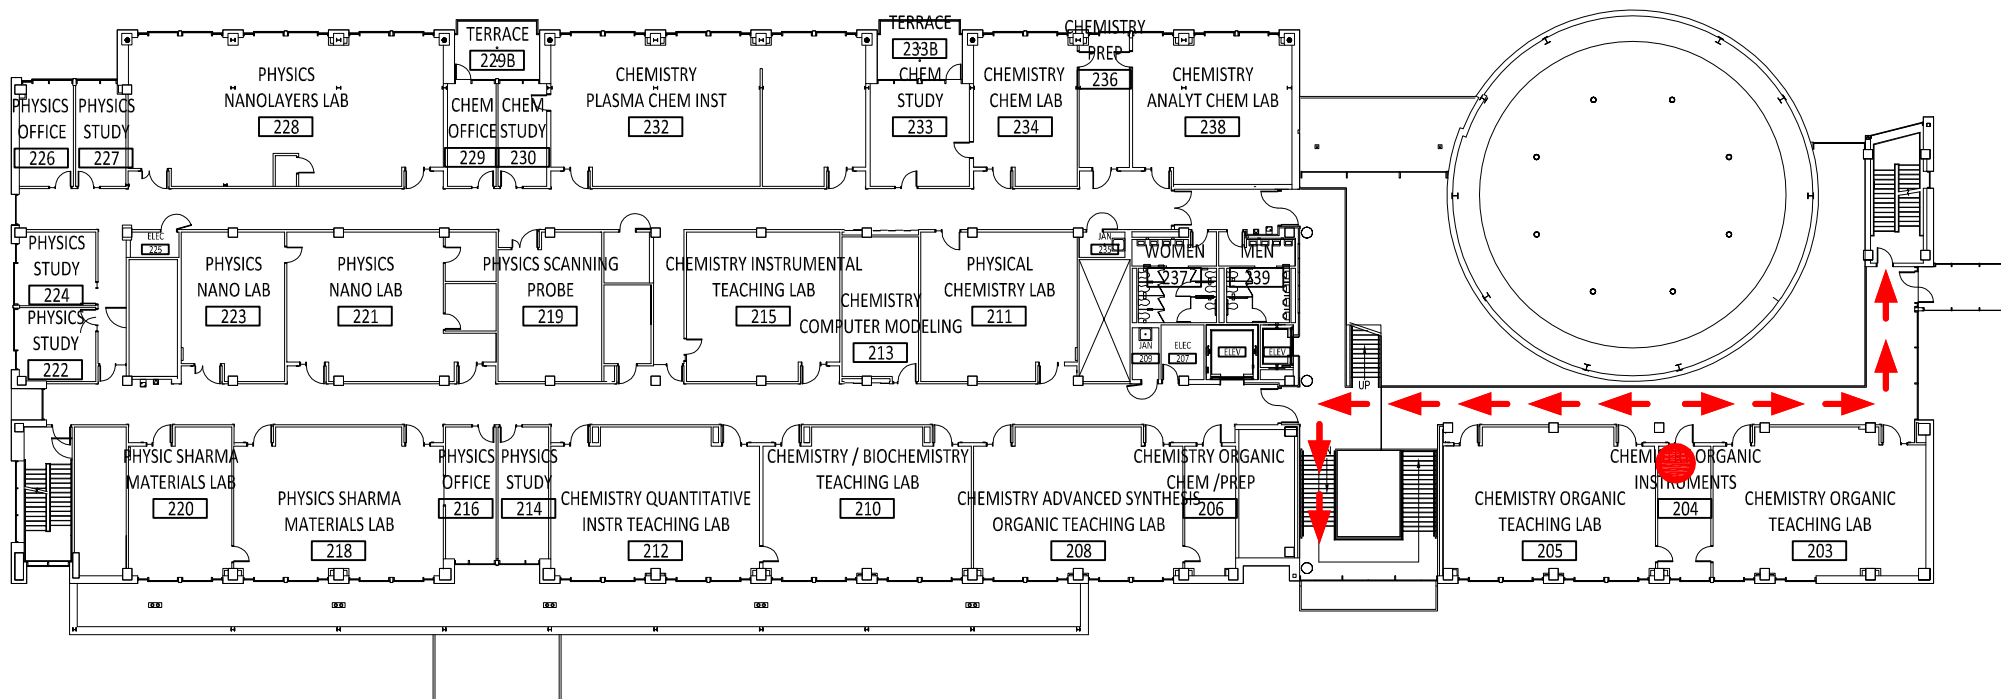 TERRACE
229B
TERRACE
233B
CHEMISTRY
PREP
236
PHYSICS
OFFICE
226
PHYSICS
STUDY
227
PHYSICS
NANOLAYERS LAB
228
CHEM
OFFICE
229
CHEM
STUDY
230
CHEMISTRY
PLASMA CHEM INST
232
CHEM
STUDY
233
CHEMISTRY
CHEM LAB
234
CHEMISTRY
ANALYT CHEM LAB
238
PHYSICS
STUDY
224
PHYSICS
STUDY
222
ELEC
225
PHYSICS
NANO LAB
223
PHYSICS
NANO LAB
221
PHYSICS SCANNING
PROBE
219
CHEMISTRY INSTRUMENTAL
TEACHING LAB
215
CHEMISTRY
COMPUTER MODELING
213
PHYSICAL
CHEMISTRY LAB
211
JAN
235
WOMEN
237
MEN
239
JAN
209
ELEC
207
ELEV
ELEV
UP
PHYSIC SHARMA
MATERIALS LAB
220
PHYSICS SHARMA
MATERIALS LAB
218
PHYSICS
OFFICE
216
PHYSICS
STUDY
214
CHEMISTRY QUANTITATIVE
INSTR TEACHING LAB
212
CHEMISTRY / BIOCHEMISTRY
TEACHING LAB
210
CHEMISTRY ADVANCED SYNTHESIS
ORGANIC TEACHING LAB
208
CHEMISTRY ORGANIC
CHEM /PREP
206
CHEMISTRY ORGANIC
TEACHING LAB
205
CHEMISTRY ORGANIC
INSTRUMENTS
204
CHEMISTRY ORGANIC
TEACHING LAB
203